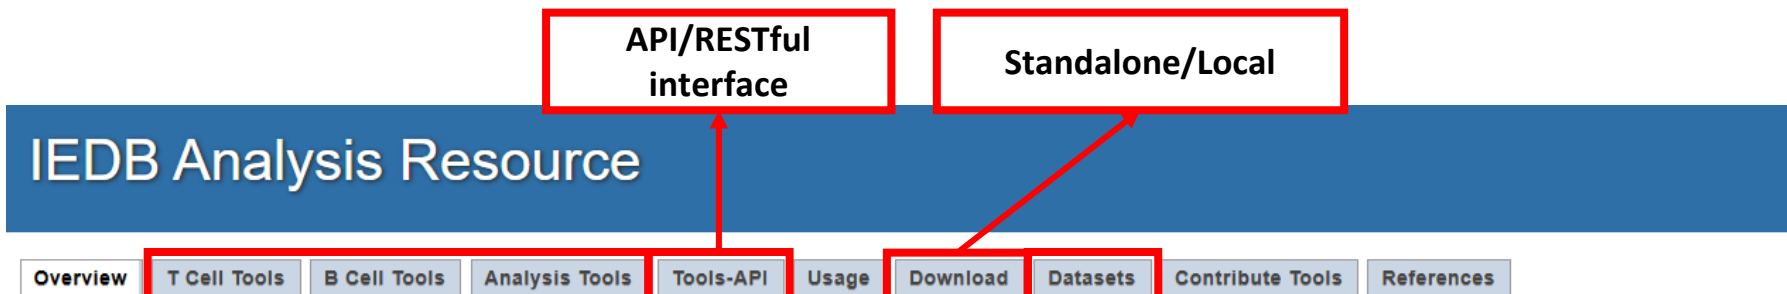 API/RESTful
interface
Standalone/Local
IEDB Analysis Resource
Overview T Cell Tools B Cell Tools Analysis Tools Tools-API Usage Download Datasets Contribute Tools References